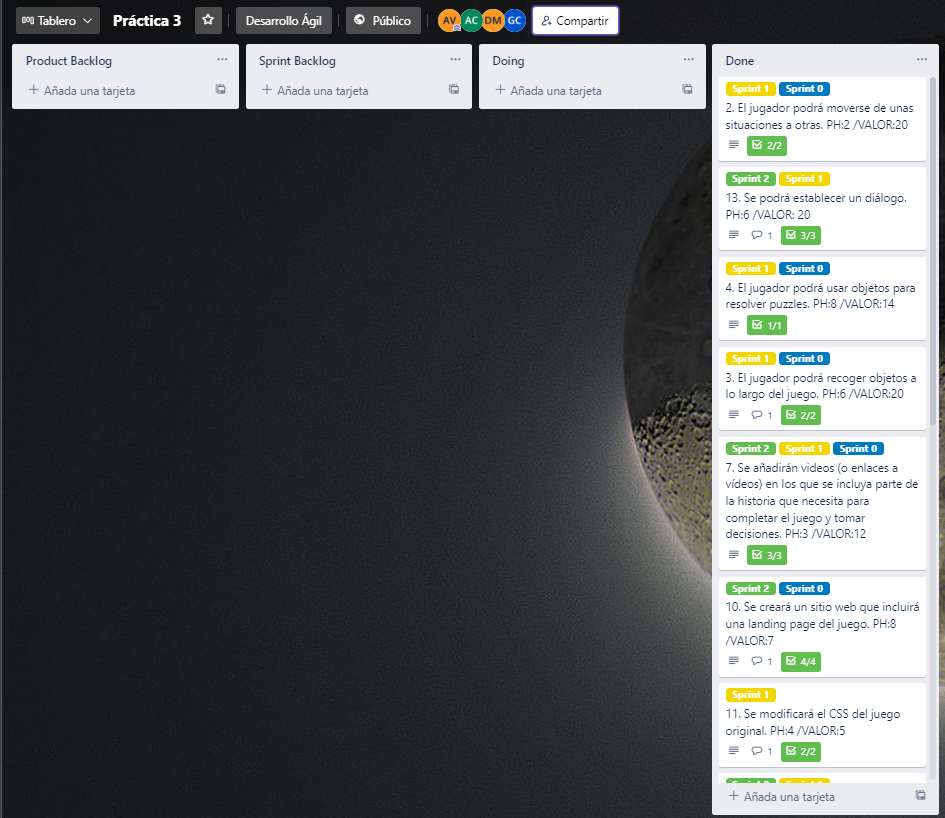 Tablero
Práctica 3
Desarrollo Ágil
Público
AV AC DM GC
Compartir
Product Backlog
Añada una tarjeta
Sprint Backlog
Añada una tarjeta
Doing
Añada una tarjeta
Done
Sprint 1 Sprint 0
2. El jugador podrá moverse de unas
situaciones a otras. PH:2 /VALOR:20
2/2
Sprint 2 Sprint 1
13. Se podrá establecer un diálogo.
PH:6 /VALOR: 20
1 3/3
Sprint 1 Sprint 0
4. El jugador podrá usar objetos para
resolver puzzles. PH:8 /VALOR:14
1/1
Sprint 1 Sprint 0
3. El jugador podrá recoger objetos a
lo largo del juego. PH:6 /VALOR:20
1 2/2
Sprint 2 Sprint 1 Sprint 0
7. Se añadirán videos (o enlaces a
vídeos) en los que se incluya parte de
la historia que necesita para
completar el juego y tomar
decisiones. PH:3 /VALOR:12
3/3
Sprint 2 Sprint 0
10. Se creará un sitio web que incluirá
una landing page del juego. PH:8
/VALOR:7
1 4/4
Sprint 1
11. Se modificará el CSS del juego
original. PH:4 /VALOR:5
1 2/2
Añada una tarjeta